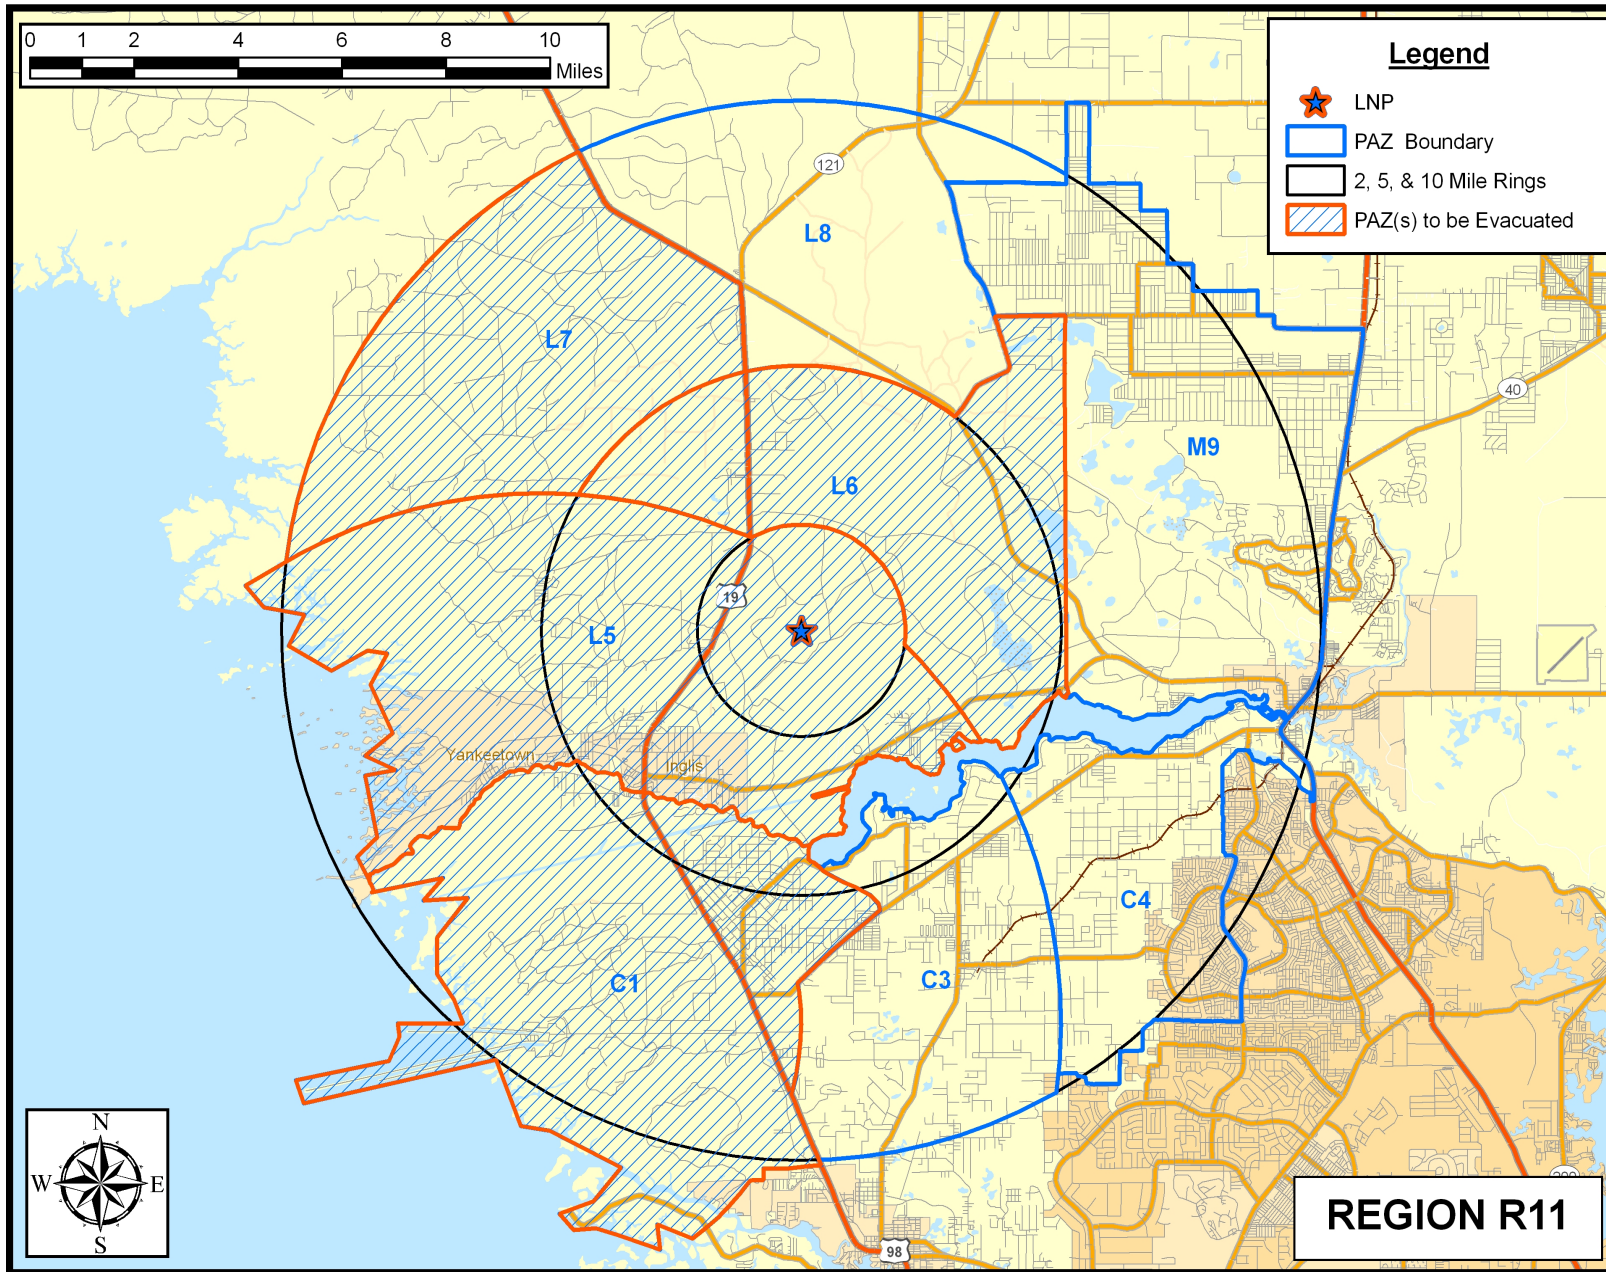 0 1 2 4 6 8 10
Miles
Legend
LNP
PAZ Boundary
2, 5, & 10 Mile Rings
PAZ(s) to be Evacuated
121
L8
L7
40
M9
L6
19
L5
Yankeetown
Inglis
C4
C3
C1
N
W E
S
98
REGION R11